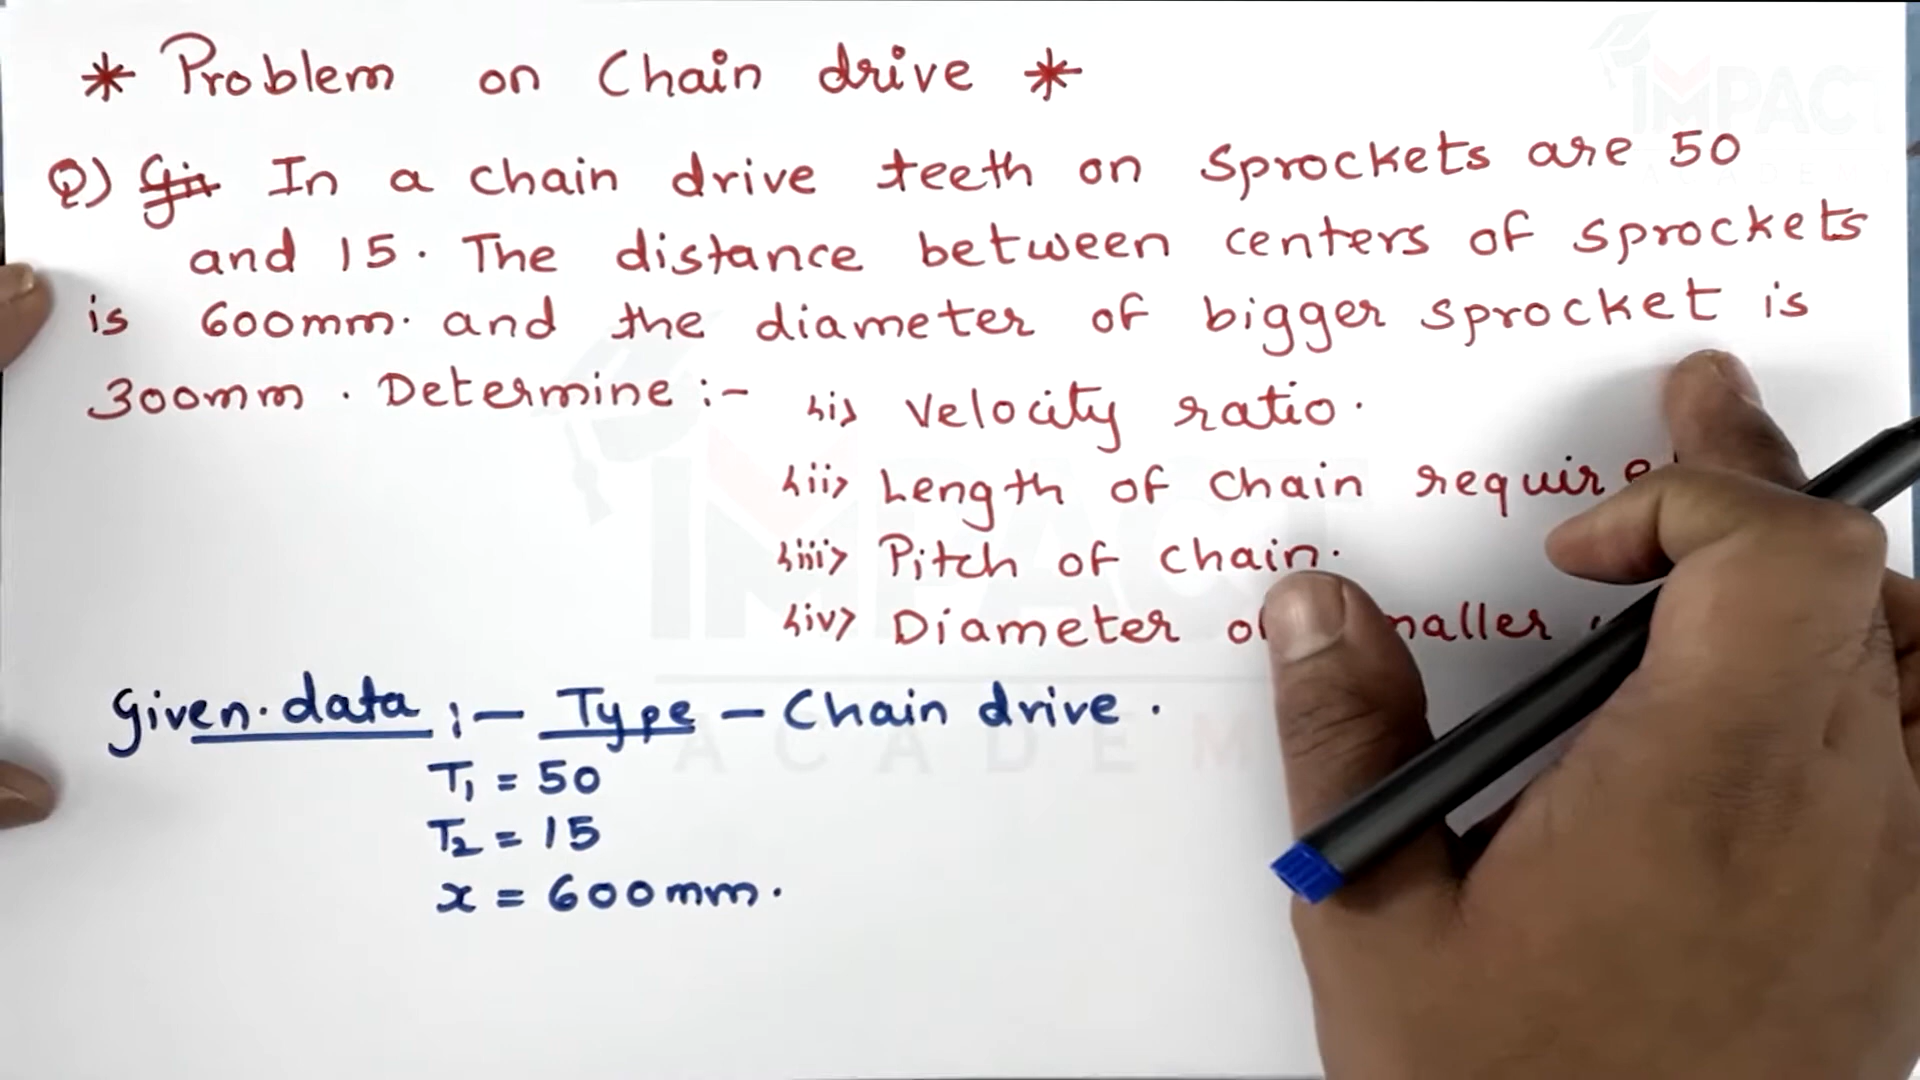 * Problem on Chain drive *
Q) In a chain drive teeth on Sprockets are 50
and 15. The distance between centers of sprockets
is 600mm. and the diameter of bigger sprocket is
300mm. Determine :-
(i) Velocity ratio.
(ii) Length of chain
(iii) Pitch of chain.
(iv) Diameter
Given data :- Type - Chain drive.
T1 = 50
T2 = 15
x = 600mm.
IMPACT
ACADEM